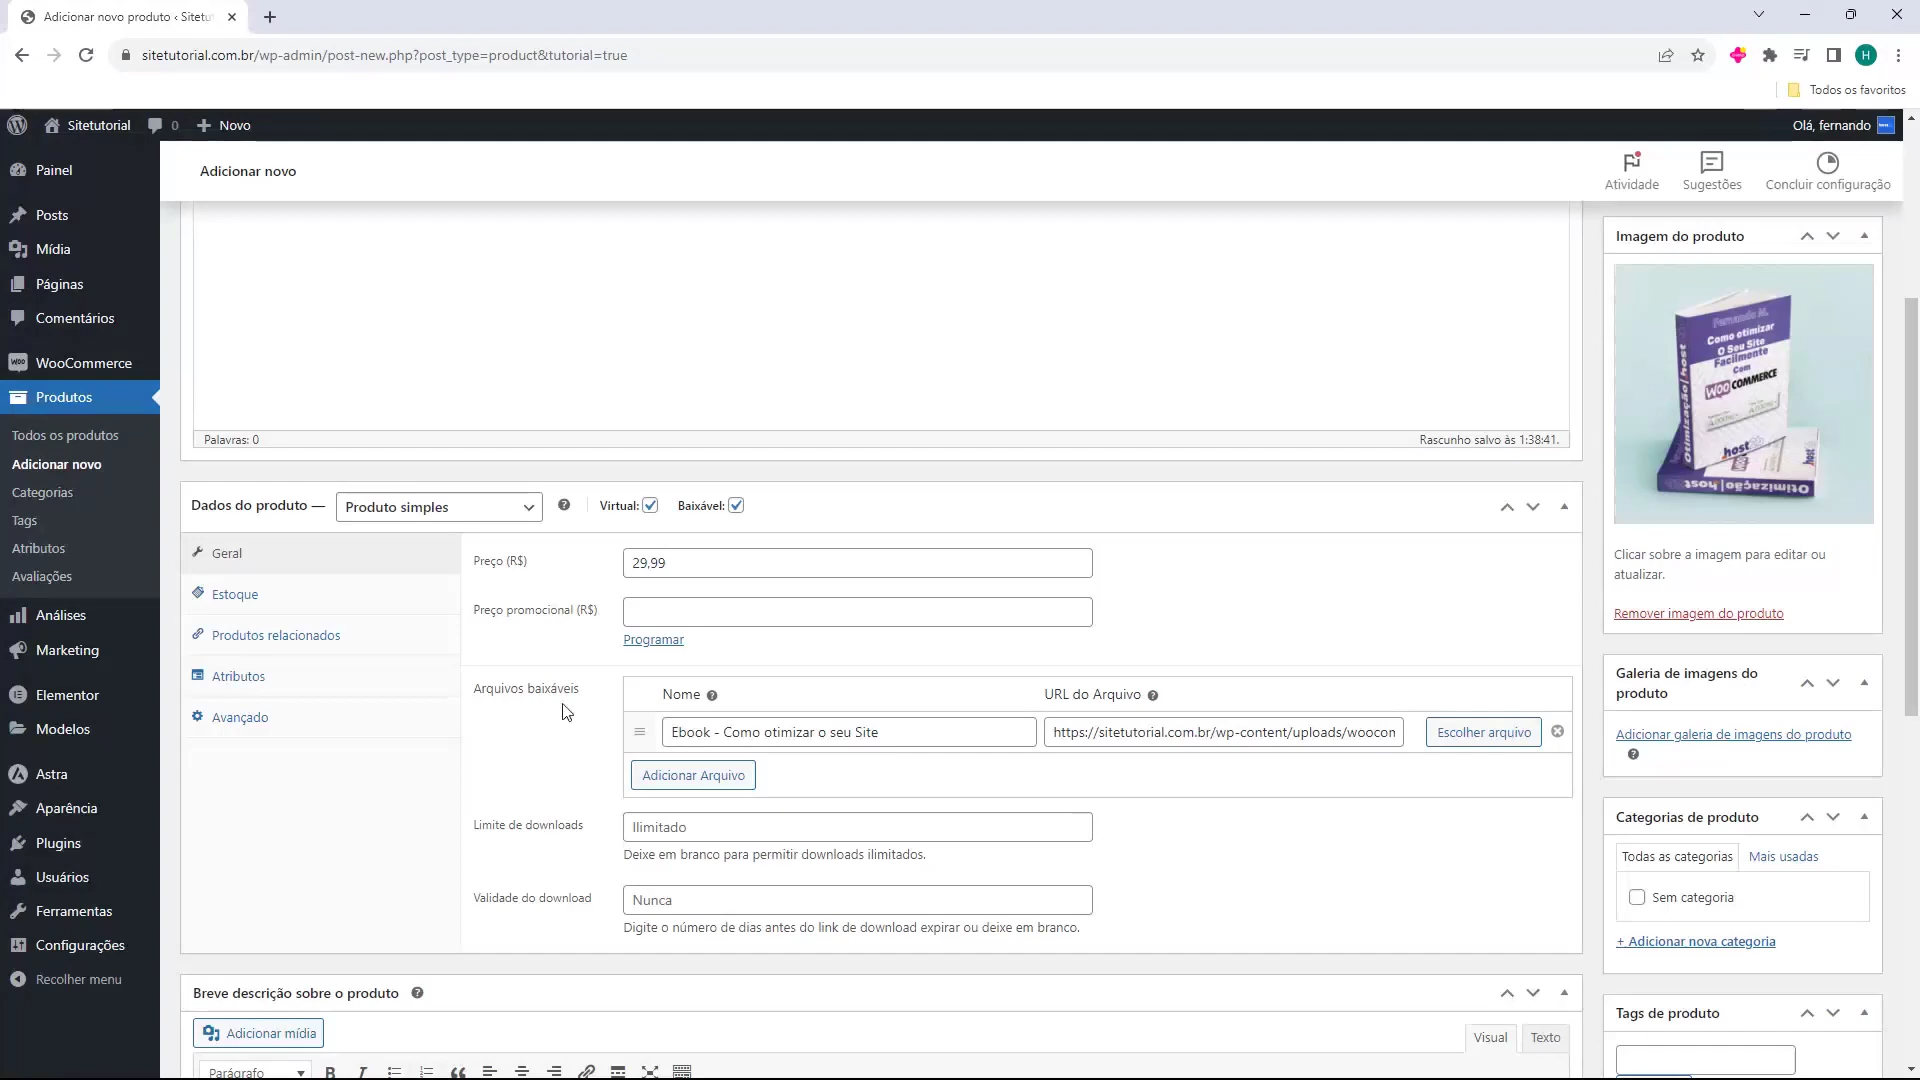 Adicionar novo produto ‹ Sitetu
sitetutorial.com.br/wp-admin/post-new.php?post_type=product&tutorial=true
H
Todos os favoritos
Sitetutorial
0
Novo
Olá, fernando
Painel
Posts
Mídia
Páginas
Comentários
WooCommerce
Produtos
Todos os produtos
Adicionar novo
Categorias
Tags
Atributos
Avaliações
Análises
Marketing
Elementor
Modelos
Astra
Aparência
Plugins
Usuários
Ferramentas
Configurações
Recolher menu
Adicionar novo
Atividade
Sugestões
Concluir configuração
Palavras: 0
Rascunho salvo às 1:38:41.
Dados do produto —
Produto simples
Virtual:
Baixável:
Geral
Estoque
Produtos relacionados
Atributos
Avançado
Preço (R$)
29,99
Preço promocional (R$)
Programar
Arquivos baixáveis
Nome
URL do Arquivo
Ebook - Como otimizar o seu Site
https://sitetutorial.com.br/wp-content/uploads/woocon
Escolher arquivo
Adicionar Arquivo
Limite de downloads
Ilimitado
Deixe em branco para permitir downloads ilimitados.
Validade do download
Nunca
Digite o número de dias antes do link de download expirar ou deixe em branco.
Breve descrição sobre o produto
Adicionar mídia
Visual
Texto
Parágrafo
B
I
Imagem do produto
Fernando N.
Como otimizar
O Seu Site
Facilmente
Com
WOO COMMERCE
.host
Otimização|host
Otimização|host
Clicar sobre a imagem para editar ou
atualizar.
Remover imagem do produto
Galeria de imagens do
produto
Adicionar galeria de imagens do produto
Categorias de produto
Todas as categorias
Mais usadas
Sem categoria
+ Adicionar nova categoria
Tags de produto